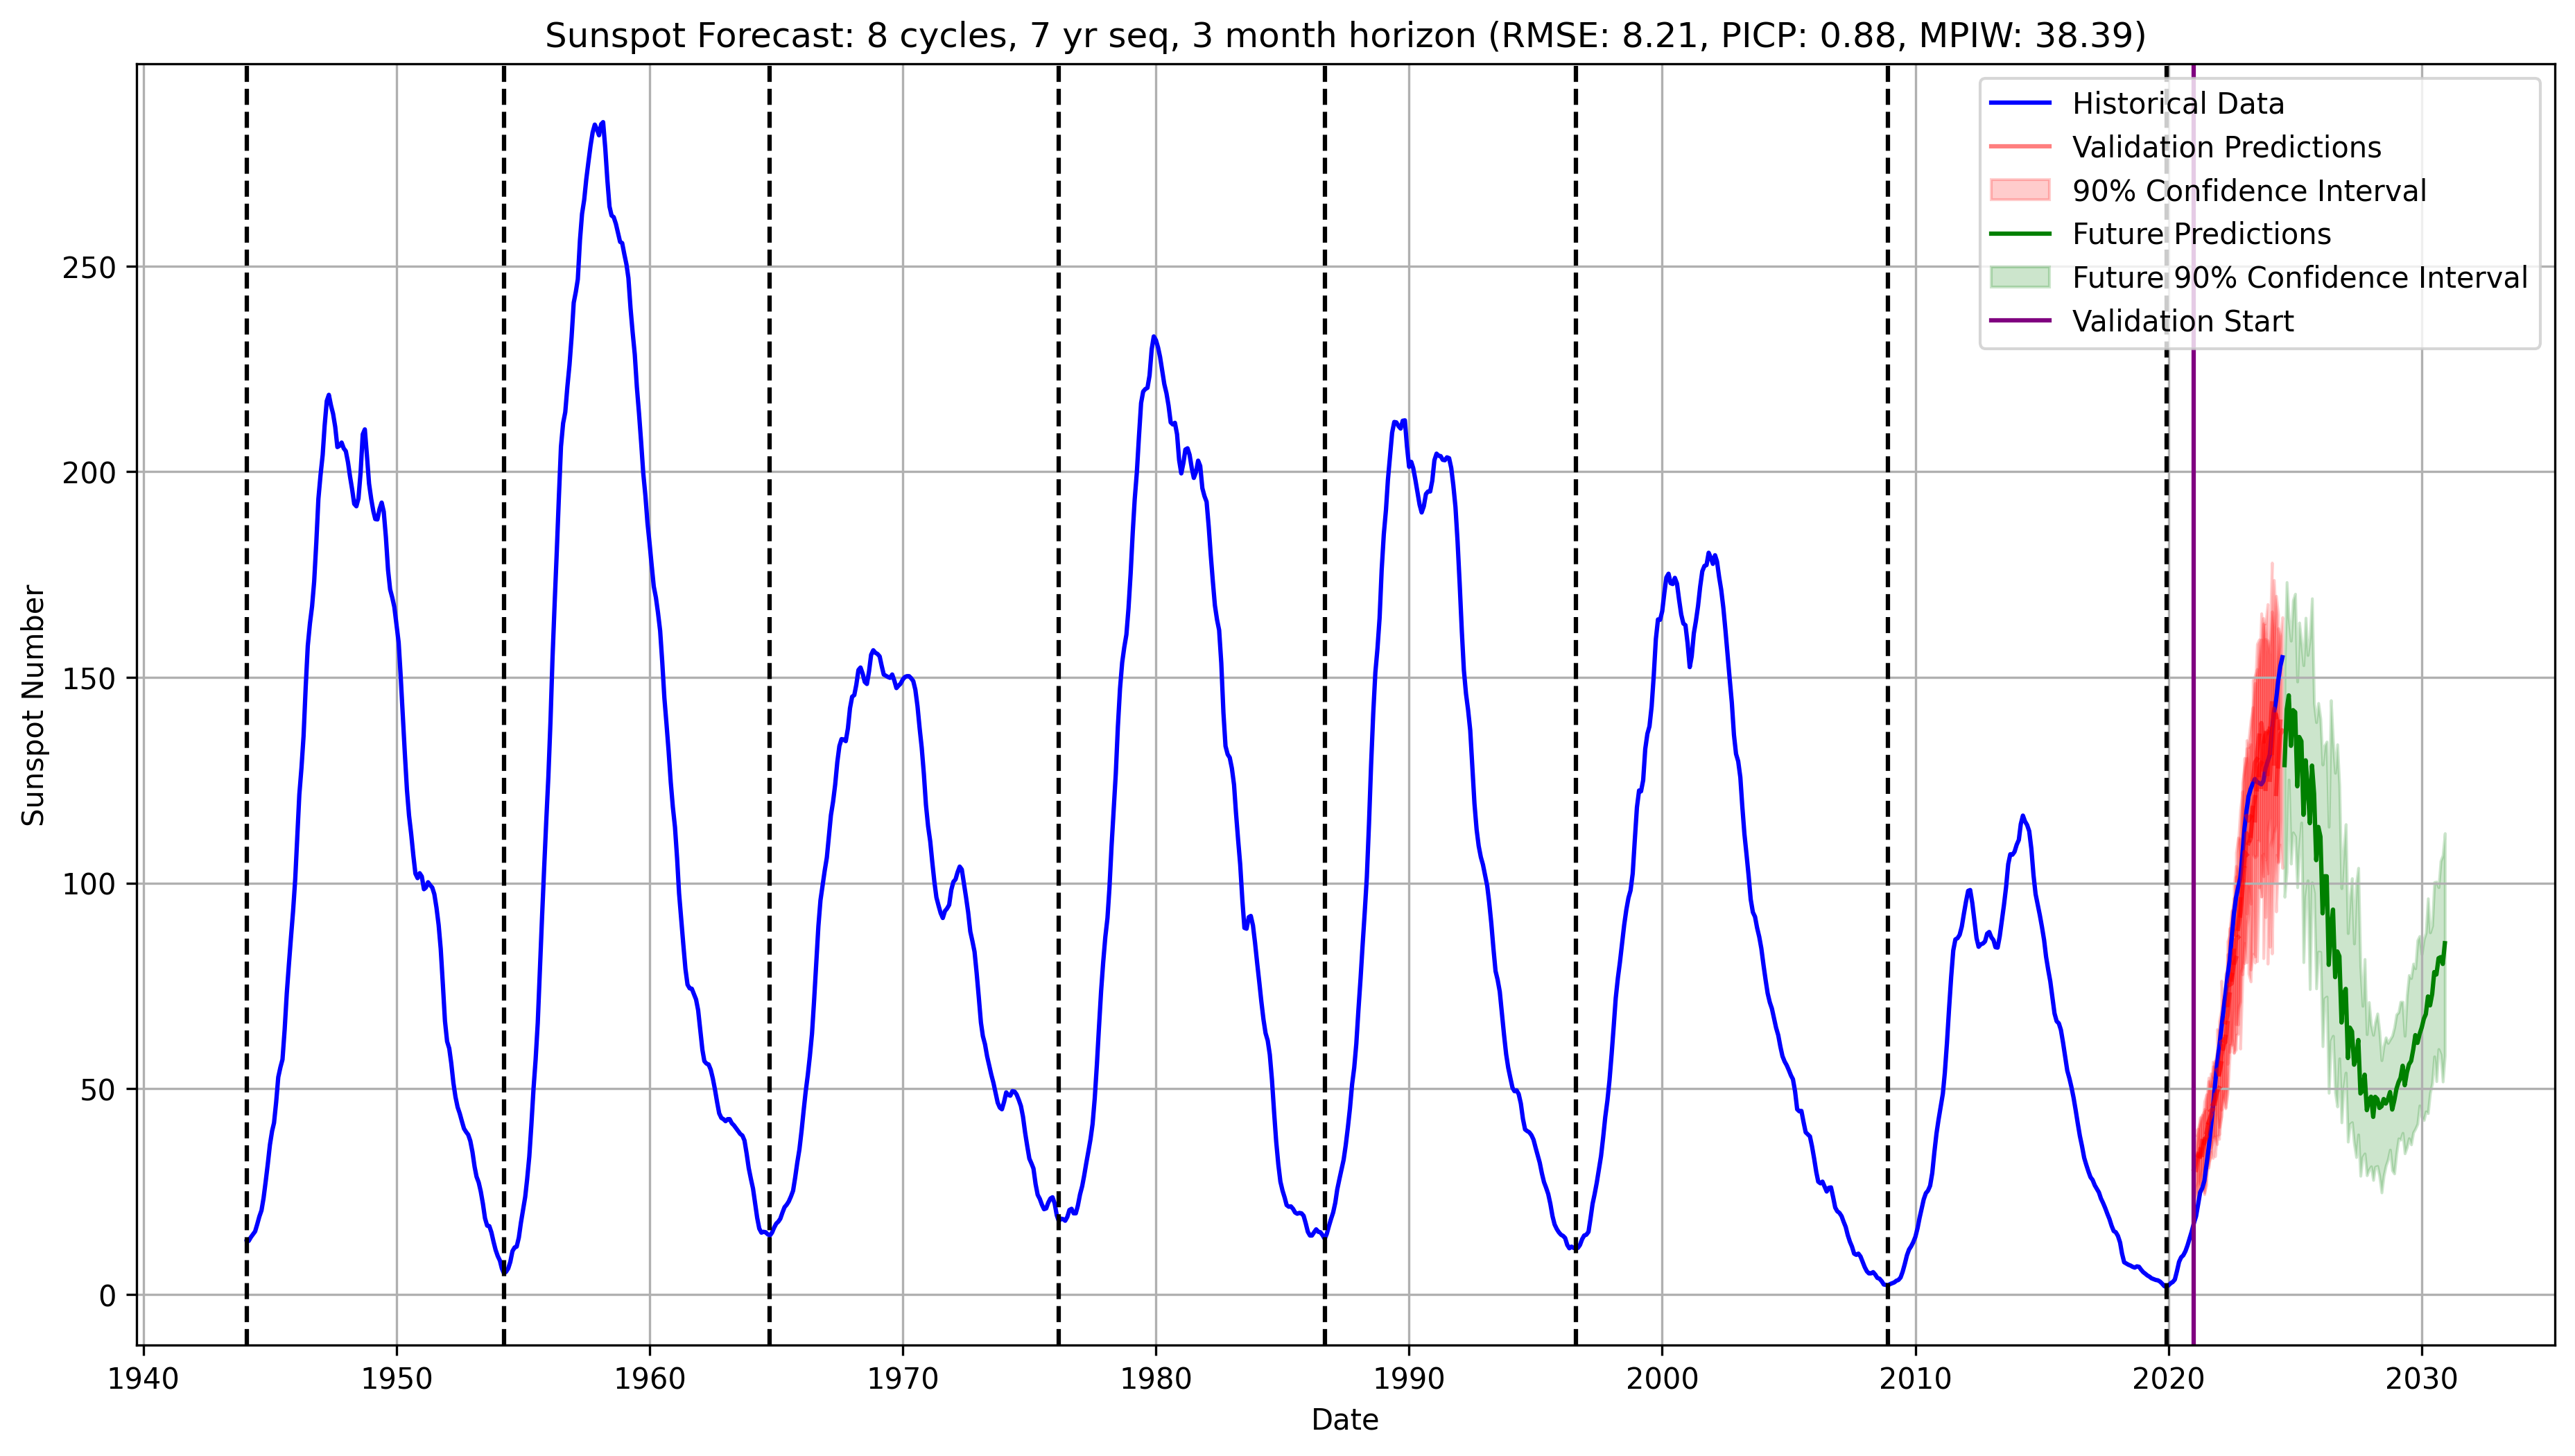 Sunspot Forecast: 8 cycles, 7 yr seq, 3 month horizon (RMSE: 8.21, PICP: 0.88, MPIW: 38.39)
Historical Data
Validation Predictions
90% Confidence Interval
Future Predictions
Future 90% Confidence Interval
Validation Start
Sunspot Number
250
200
150
100
50
0
1940 1950 1960 1970 1980 1990 2000 2010 2020 2030
Date